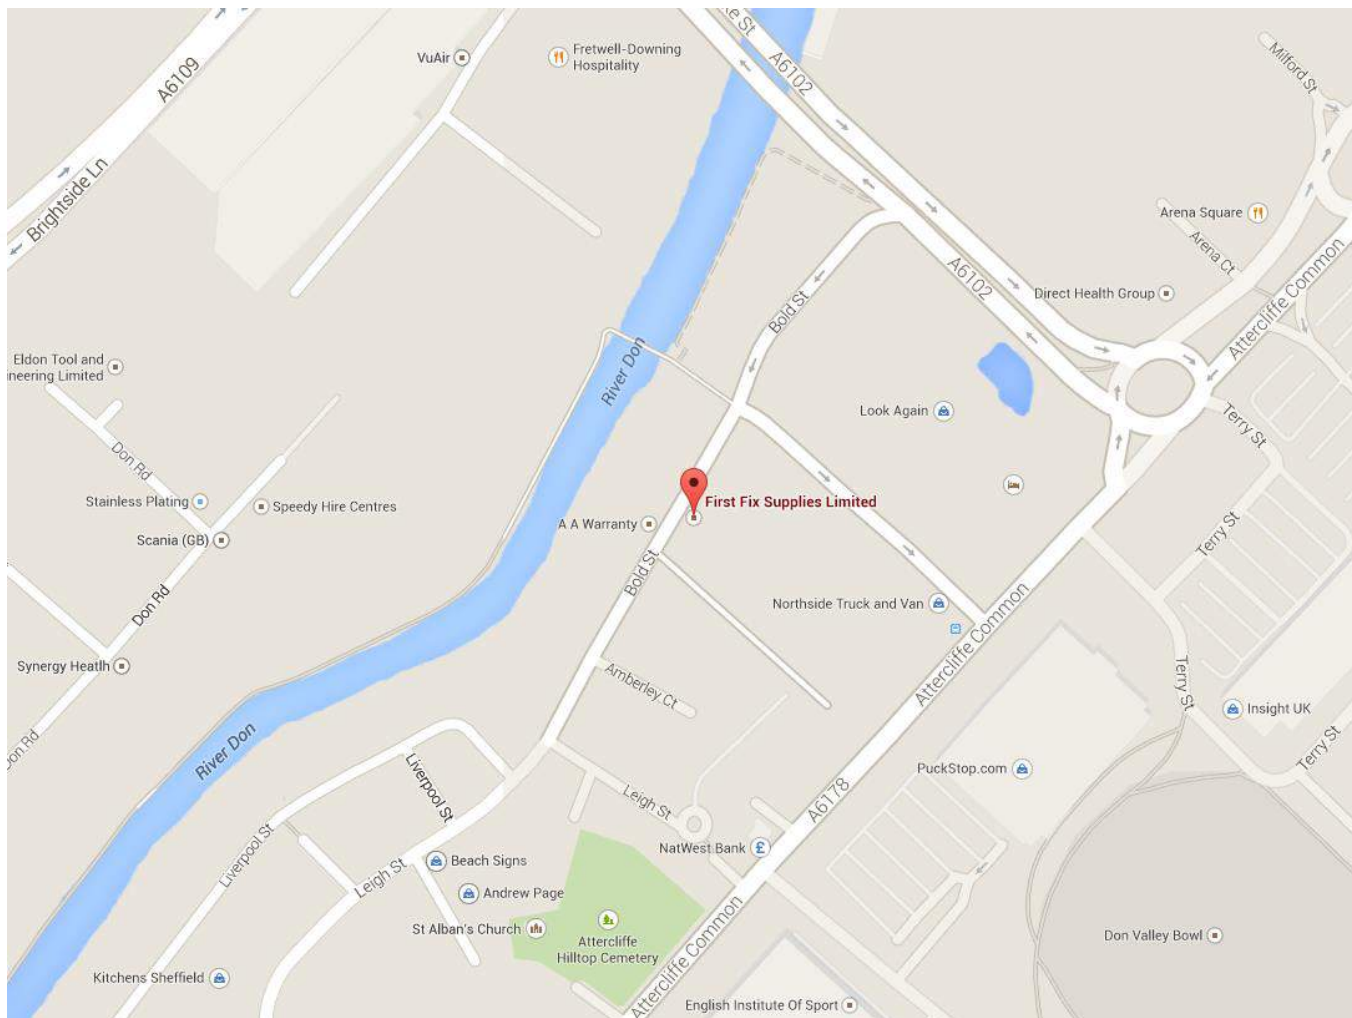 VuAir
Fretwell-Downing
Hospitality
ke St
A6102
Milford St
A6109
Brightside Ln
Arena Square
Arena Ct
A6102
Direct Health Group
Attercliffe Common
Bold St
River Don
Eldon Tool and
ineering Limited
Look Again
Terry St
Don Rd
Stainless Plating
Speedy Hire Centres
First Fix Supplies Limited
A A Warranty
Scania (GB)
Terry St
Bold St
Don Rd
Northside Truck and Van
Attercliffe Common
Synergy Heatlh
Amberley Ct
Terry St
Insight UK
Don Rd
River Don
Terry St
Liverpool St
PuckStop.com
Leigh St
A6178
Liverpool St
NatWest Bank
Leigh St
Beach Signs
Andrew Page
St Alban's Church
Attercliffe
Hilltop Cemetery
Attercliffe Common
Don Valley Bowl
Kitchens Sheffield
English Institute Of Sport